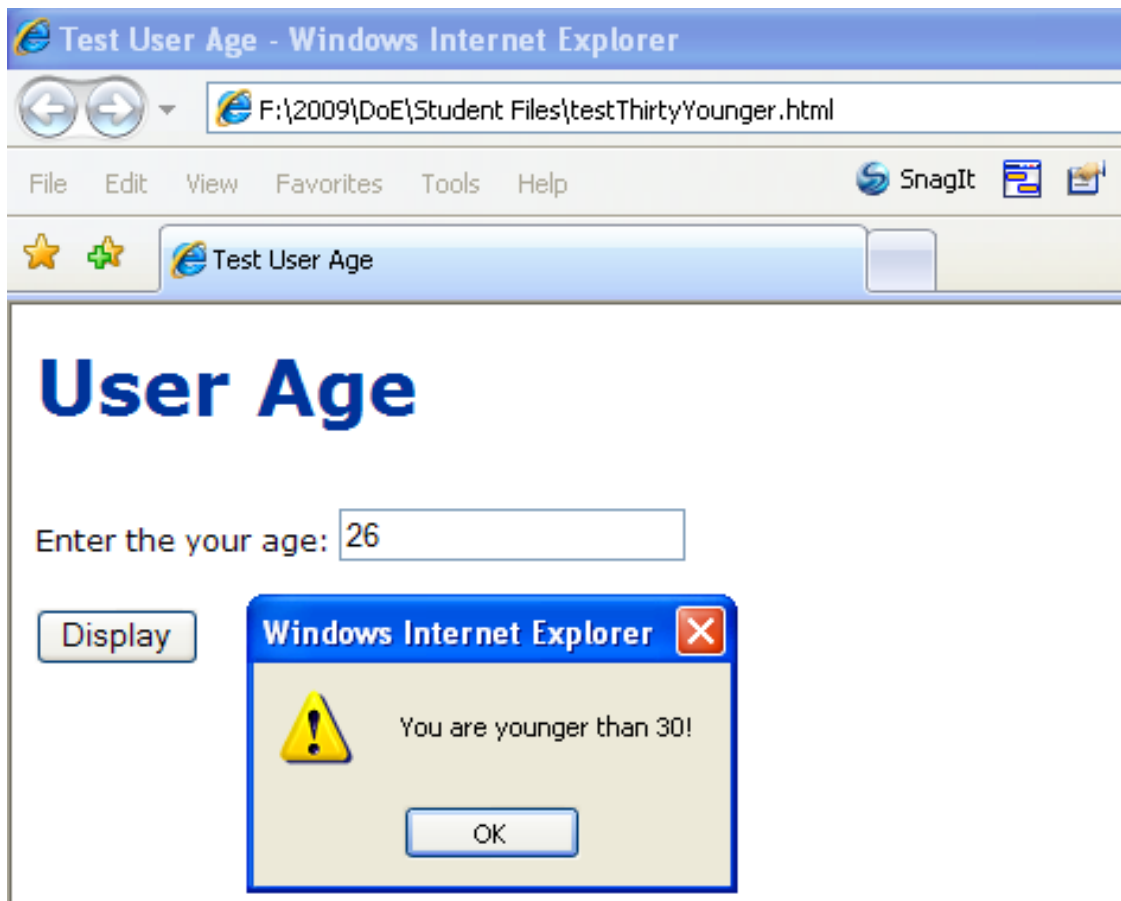 Test User Age - Windows Internet Explorer
F:\2009\DoE\Student Files\testThirtyYounger.html
File Edit View Favorites Tools Help SnagIt
Test User Age
User Age
Enter the your age: 26
Display
Windows Internet Explorer
You are younger than 30!
OK